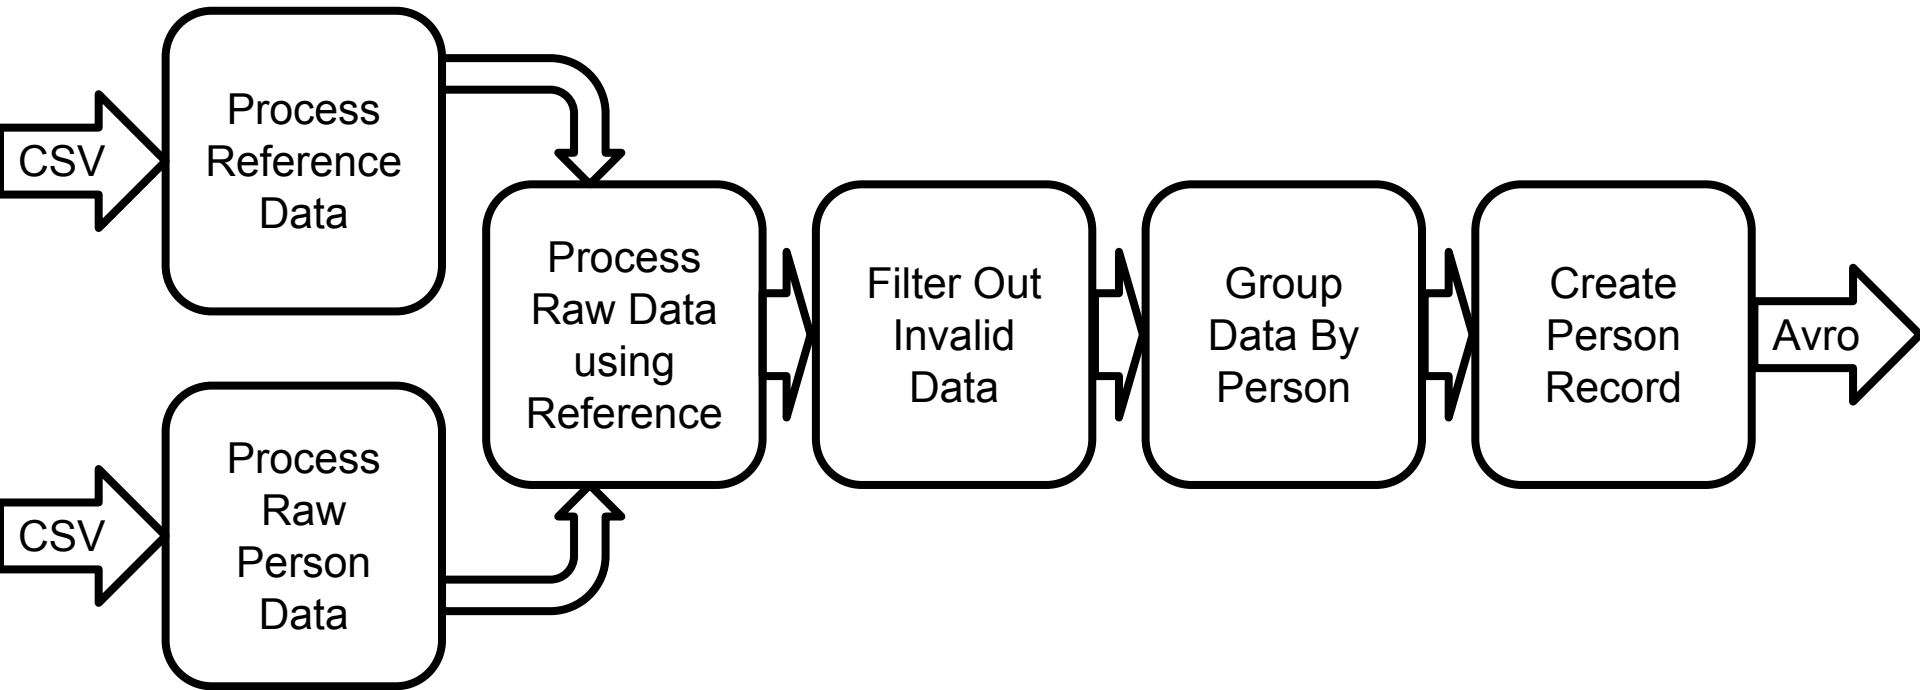 CSV
Process
Reference
Data
CSV
Process
Raw
Person
Data
Process
Raw Data
using
Reference
Filter Out
Invalid
Data
Group
Data By
Person
Create
Person
Record
Avro